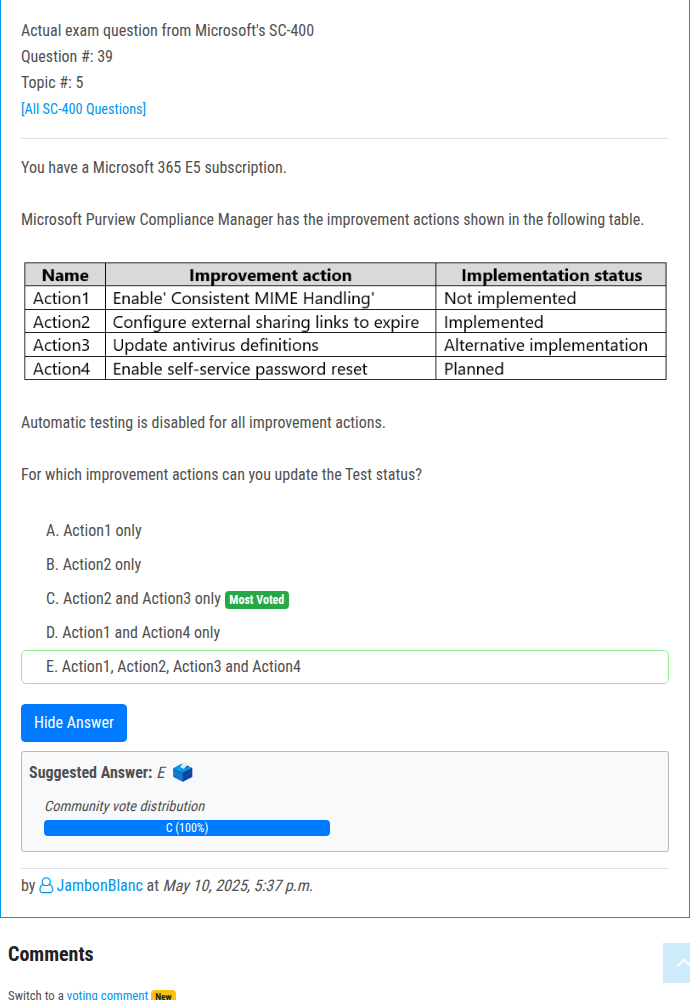 Actual exam question from Microsoft's SC-400
Question #: 39
Topic #: 5
[All SC-400 Questions]
You have a Microsoft 365 E5 subscription.
Microsoft Purview Compliance Manager has the improvement actions shown in the following table.
Name Improvement action Implementation status
Action1 Enable' Consistent MIME Handling' Not implemented
Action2 Configure external sharing links to expire Implemented
Action3 Update antivirus definitions Alternative implementation
Action4 Enable self-service password reset Planned
Automatic testing is disabled for all improvement actions.
For which improvement actions can you update the Test status?
A. Action1 only
B. Action2 only
C. Action2 and Action3 only Most Voted
D. Action1 and Action4 only
E. Action1, Action2, Action3 and Action4
Hide Answer
Suggested Answer: E
Community vote distribution
C (100%)
by JambonBlanc at May 10, 2025, 5:37 p.m.
Comments
Switch to a voting comment New